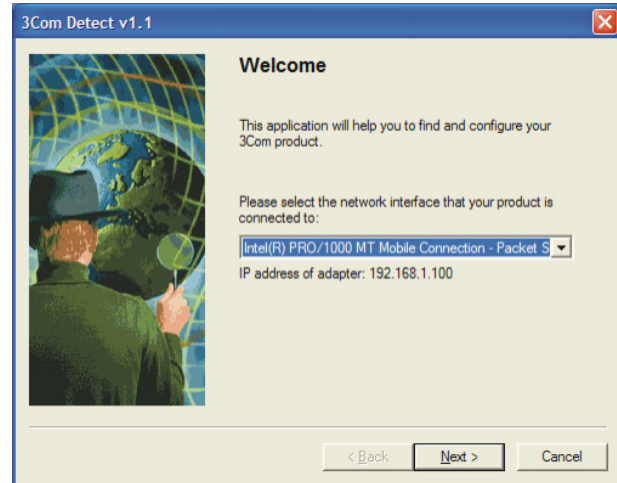 3Com Detect v1.1
Welcome
This application will help you to find and configure your
3Com product.
Please select the network interface that your product is
connected to:
Intel(R) PRO/1000 MT Mobile Connection - Packet S
IP address of adapter: 192.168.1.100
< Back
Next >
Cancel